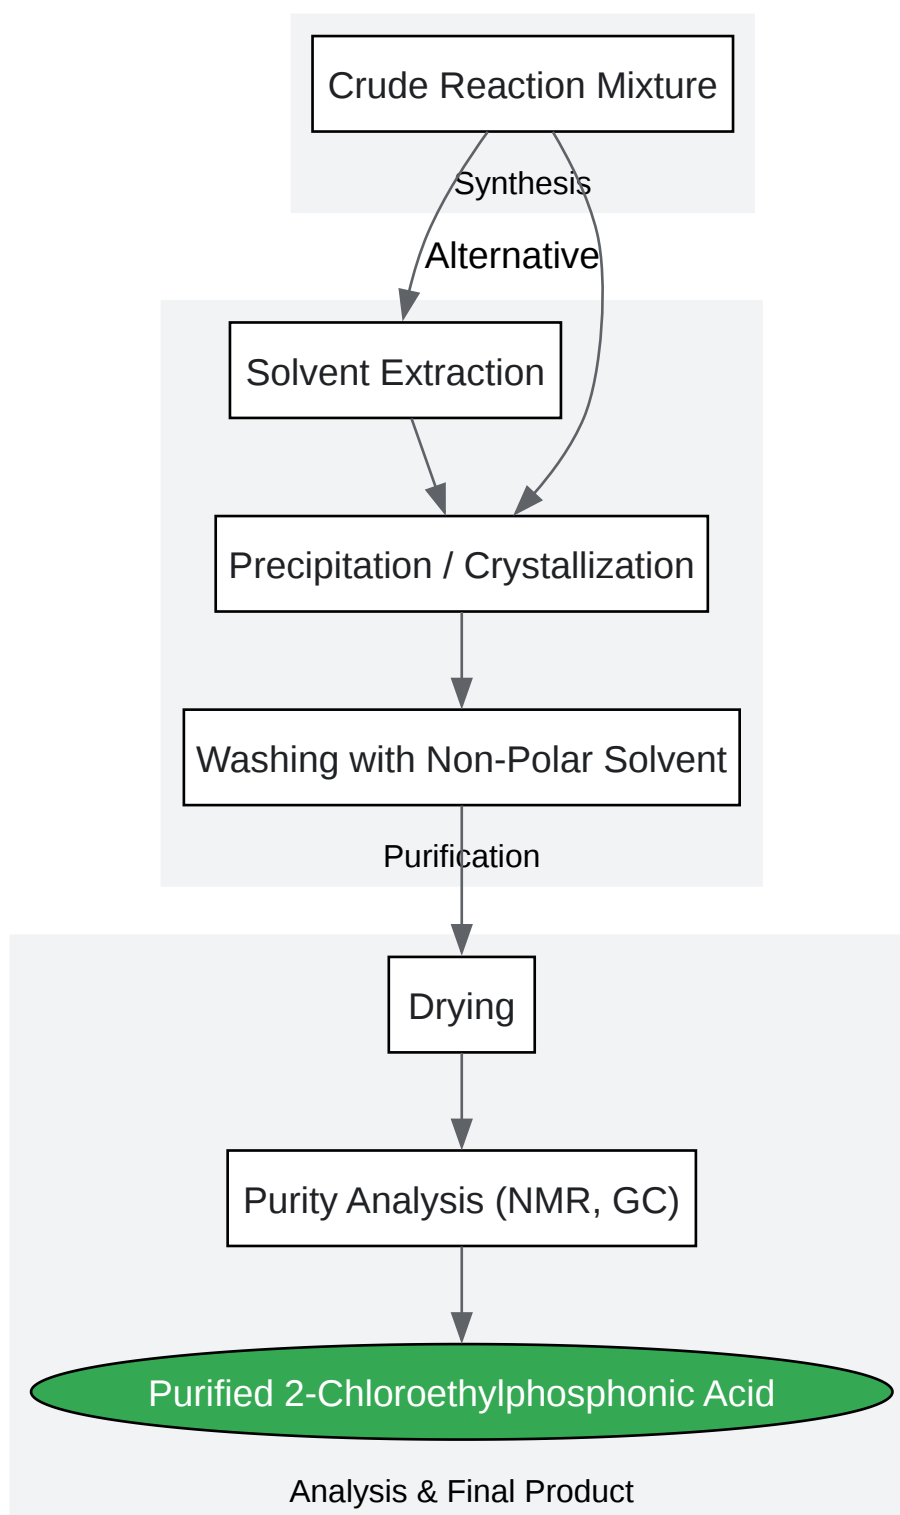 Crude Reaction Mixture
Synthesis
Alternative
Solvent Extraction
Precipitation / Crystallization
Washing with Non-Polar Solvent
Purification
Drying
Purity Analysis (NMR, GC)
Purified 2-Chloroethylphosphonic Acid
Analysis & Final Product